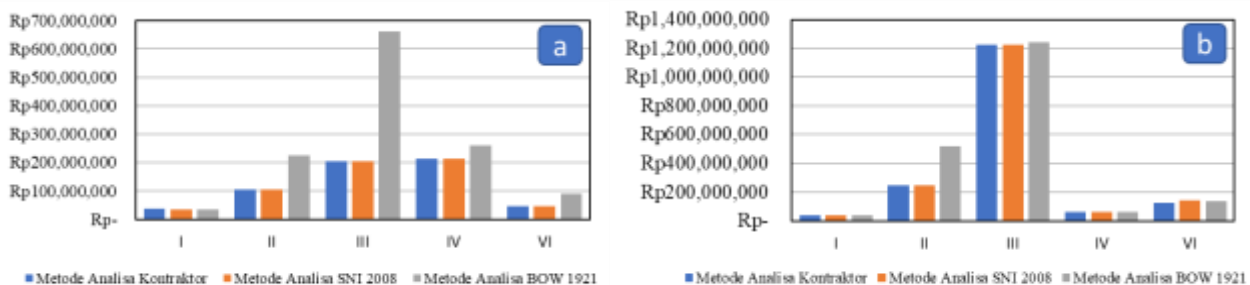 Rp700,000,000
Rp600,000,000
Rp500,000,000
Rp400,000,000
Rp300,000,000
Rp200,000,000
Rp100,000,000
Rp-
a
I II III IV VI
Metode Analisa Kontraktor Metode Analisa SNI 2008 Metode Analisa BOW 1921
Rp1,400,000,000
Rp1,200,000,000
Rp1,000,000,000
Rp800,000,000
Rp600,000,000
Rp400,000,000
Rp200,000,000
Rp-
b
I II III IV VI
Metode Analisa Kontraktor Metode Analisa SNI 2008 Metode Analisa BOW 1921